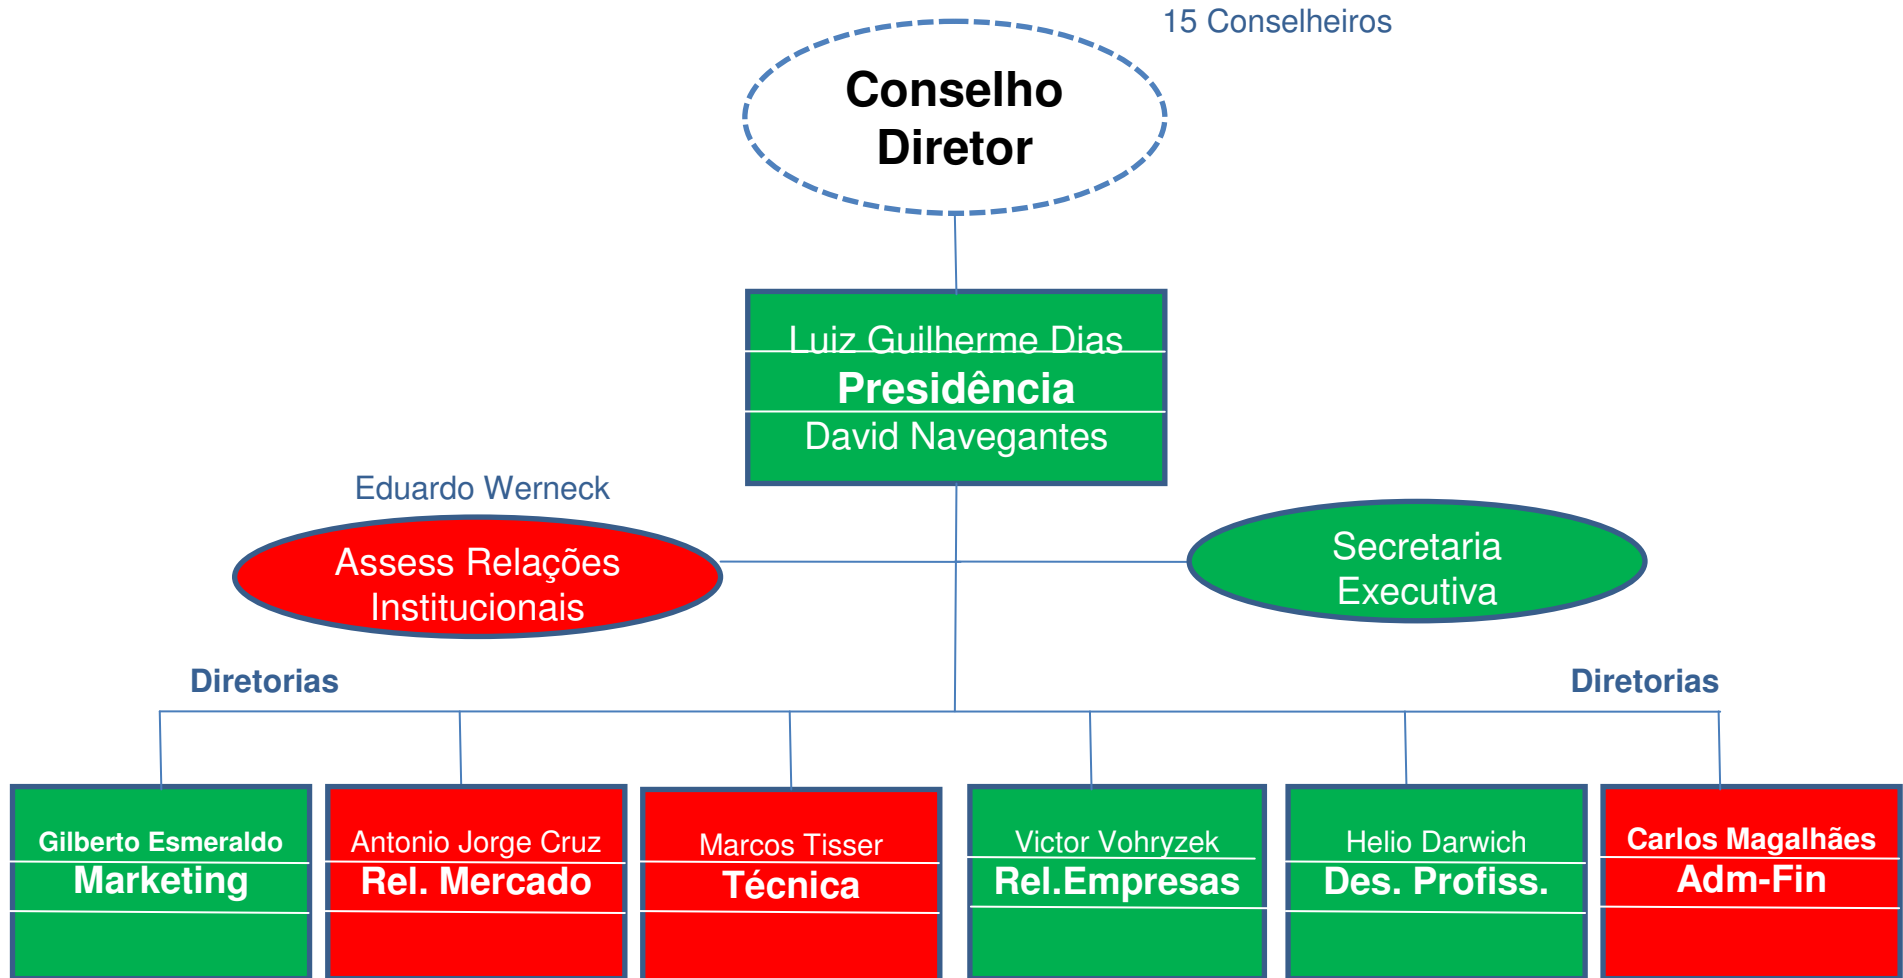 15 Conselheiros
Conselho
Diretor
Luiz Guilherme Dias
Presidência
David Navegantes
Eduardo Werneck
Assess Relações
Institucionais
Secretaria
Executiva
Diretorias
Diretorias
Gilberto Esmeraldo
Marketing
Antonio Jorge Cruz
Rel. Mercado
Marcos Tisser
Técnica
Victor Vohryzek
Rel.Empresas
Helio Darwich
Des. Profiss.
Carlos Magalhães
Adm-Fin